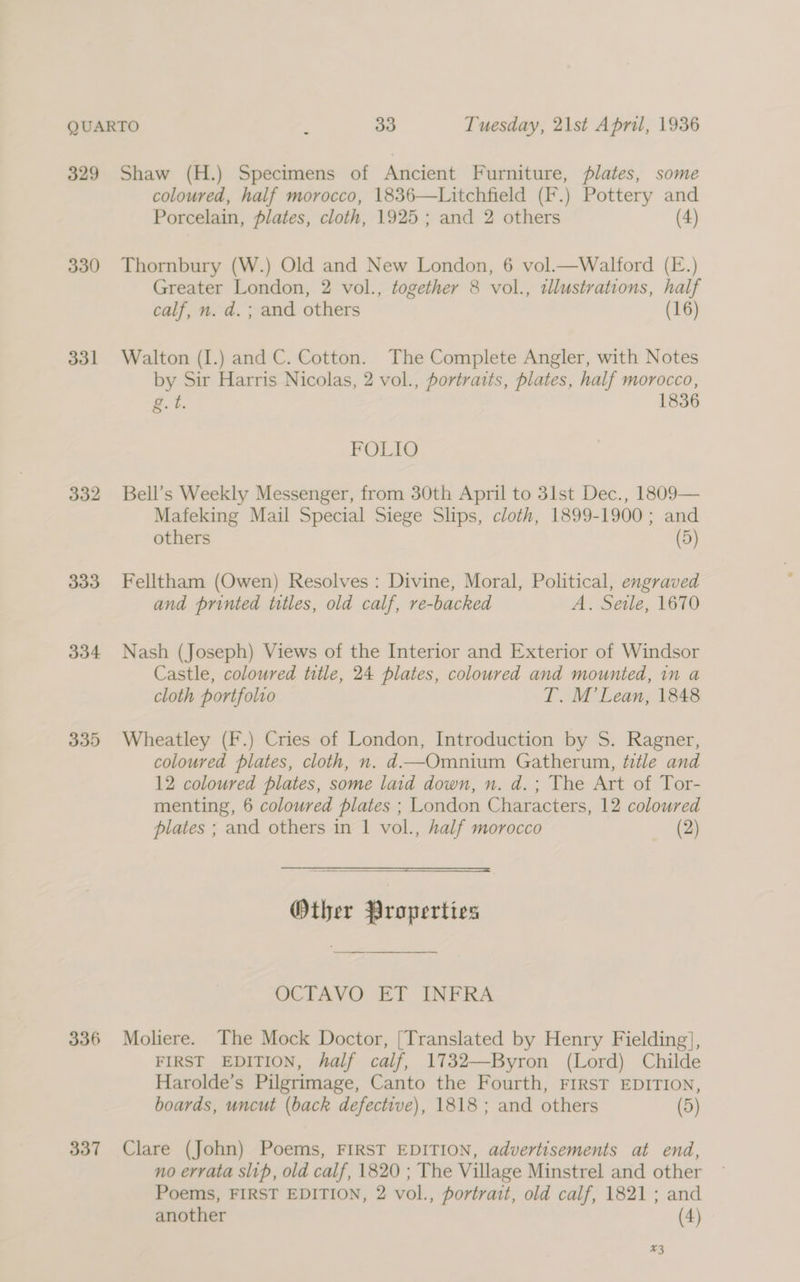 QUARTO 33 Tuesday, 21st April, 1936
329 Shaw (H.) Specimens of Ancient Furniture, plates, some
coloured, half morocco, 1836—Litchfield (F.) Pottery and
Porcelain, plates, cloth, 1925 ; and 2 others (4)
330 Thornbury (W.) Old and New London, 6 vol.—Walford (E.)
Greater London, 2 vol., together 8 vol., illustrations, half
calf, n. d. ; and others (16)
331 Walton (I.) and C. Cotton. The Complete Angler, with Notes
by Sir Harris Nicolas, 2 vol., portraits, plates, half morocco,
g. t. 1836
FOLIO
332 Bell's Weekly Messenger, from 30th April to 31st Dec., 1809—
Mafeking Mail Special Siege Slips, cloth, 1899-1900 ; and
others (5)
333 Felltham (Owen) Resolves : Divine, Moral, Political, engraved
and printed titles, old calf, re-backed A. Seile, 1670
334 Nash (Joseph) Views of the Interior and Exterior of Windsor
Castle, coloured title, 24 plates, coloured and mounted, in a
cloth portfolio T. M'Lean, 1848
335 Wheatley (F.) Cries of London, Introduction by S. Ragner,
coloured plates, cloth, n. d.—Omnium Gatherum, title and
12 coloured plates, some laid down, n. d. ; The Art of Tor-
menting, 6 coloured plates ; London Characters, 12 coloured
plates ; and others in 1 vol., half morocco (2)
Other Properties
OCTAVO ET INFRA
336 Moliere. The Mock Doctor, [Translated by Henry Fielding],
FIRST EDITION, half calf, 1732—Byron (Lord) Childe
Harolde's Pilgrimage, Canto the Fourth, FIRST EDITION,
boards, uncut (back defective), 1818 ; and others (5)
337 Clare (John) Poems, FIRST EDITION, advertisements at end,
no errata slip, old calf, 1820 ; The Village Minstrel and other
Poems, FIRST EDITION, 2 vol., portrait, old calf, 1821 ; and
another (4)
x3